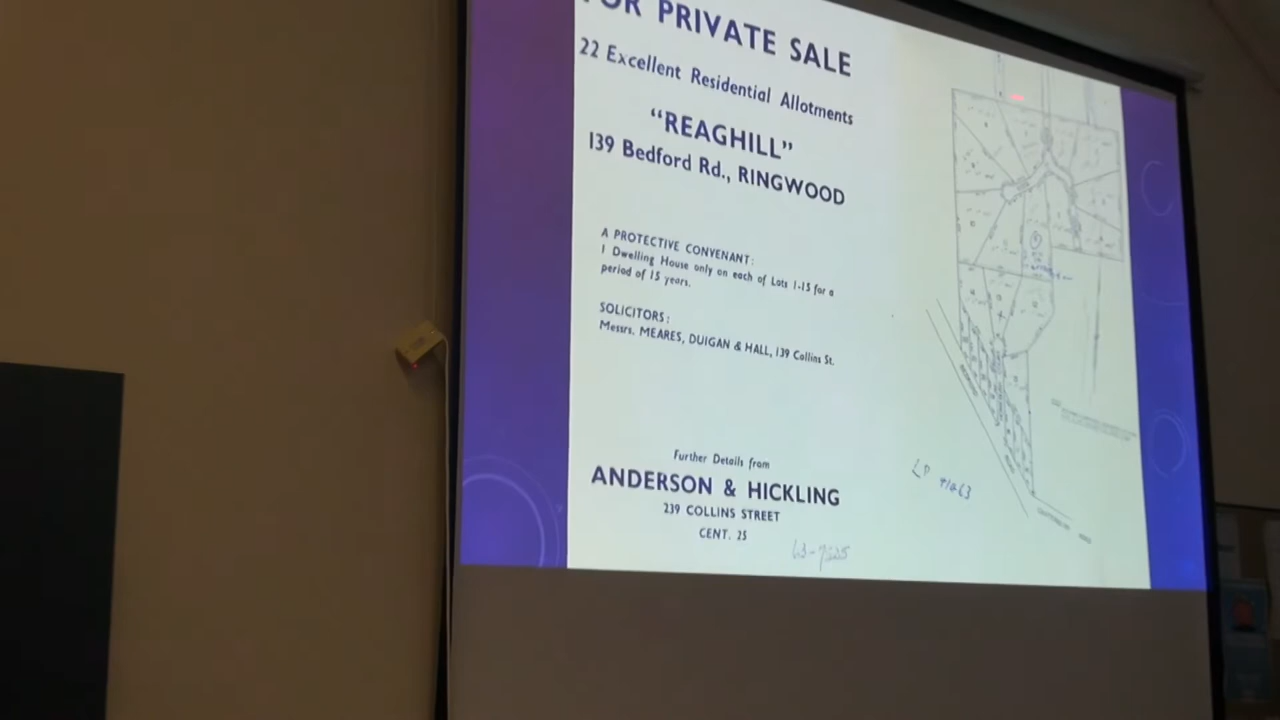 FOR PRIVATE SALE
22 Excellent Residential Allotments
“REAGHILL”
139 Bedford Rd., RINGWOOD
A PROTECTIVE CONVENANT:
1 Dwelling House only on each of Lots 1-15 for a
period of 15 years.
SOLICITORS:
Messrs. MEARES, DUIGAN & HALL, 139 Collins St.
Further Details from
ANDERSON & HICKLING
239 COLLINS STREET
CENT. 25
LP